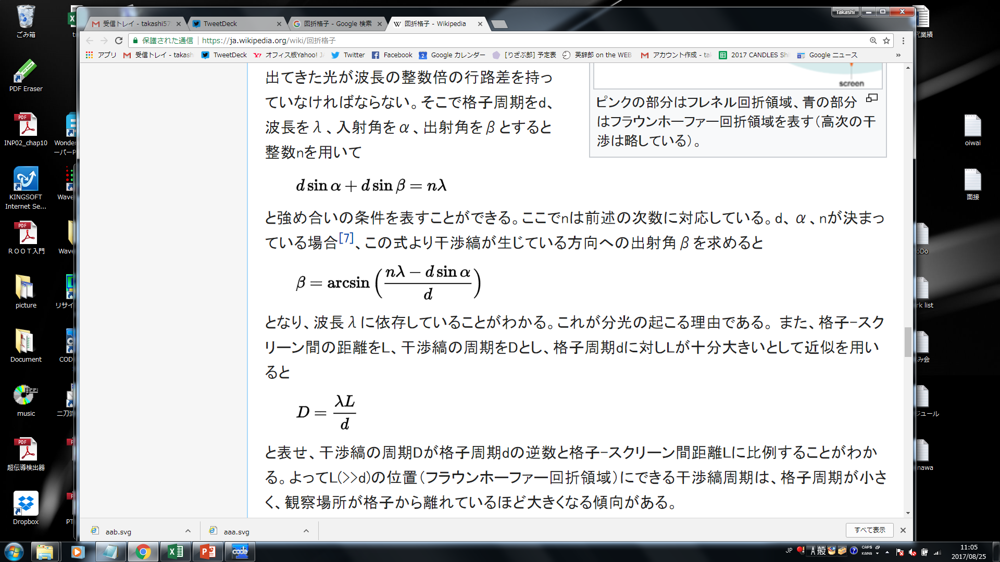 ごみ箱
PDF Eraser
INP02_chap10
KINGSOFT
Internet Se...
ＲＯＯＴ入門
picture
Document
music
超伝導検出器
Dropbox
Wonder
ーパーP
Wave
Wave
リサイ
COD
二刀流
PT
Takashi
受信トレイ - takashi57
TweetDeck
回折格子 - Google 検索
回折格子 - Wikipedia
保護された通信
https://ja.wikipedia.org/wiki/回折格子
アプリ
受信トレイ - takash
TweetDeck
オフィス版Yahoo! J
Twitter
Facebook
Google カレンダー
[りざぶ郎] 予定表
英辞郎 on the WEB
アカウント作成 - tak
2017 CANDLES Shi
Google ニュース
出てきた光が波長の整数倍の行路差を持っ
ていなければならない。そこで格子周期をd、
波長をλ、入射角をα、出射角をβとすると
整数nを用いて
screen
ピンクの部分はフレネル回折領域、青の部分
はフラウンホーファー回折領域を表す（高次の干
渉は略している）。
d sin α + d sin β = nλ
と強め合いの条件を表すことができる。ここでnは前述の次数に対応している。d、α、nが決まっ
ている場合[7]、この式より干渉縞が生じている方向への出射角βを求めると
β = arcsin ( nλ − d sin α / d )
となり、波長λに依存していることがわかる。これが分光の起こる理由である。 また、格子-スク
リーン間の距離をL、干渉縞の周期をDとし、格子周期dに対しLが十分大きいとして近似を用い
ると
D = λL / d
と表せ、干渉縞の周期Dが格子周期dの逆数と格子-スクリーン間距離Lに比例することがわか
る。よってL(>>d)の位置（フラウンホーファー回折領域）にできる干渉縞周期は、格子周期が小さ
く、観察場所が格子から離れているほど大きくなる傾向がある。
aab.svg
aaa.svg
すべて表示
究業績
oiwai
面接
oDo
rk list
み会
ジュール
nawa
JP
A 般
CAPS
KANA
11:05
2017/08/25